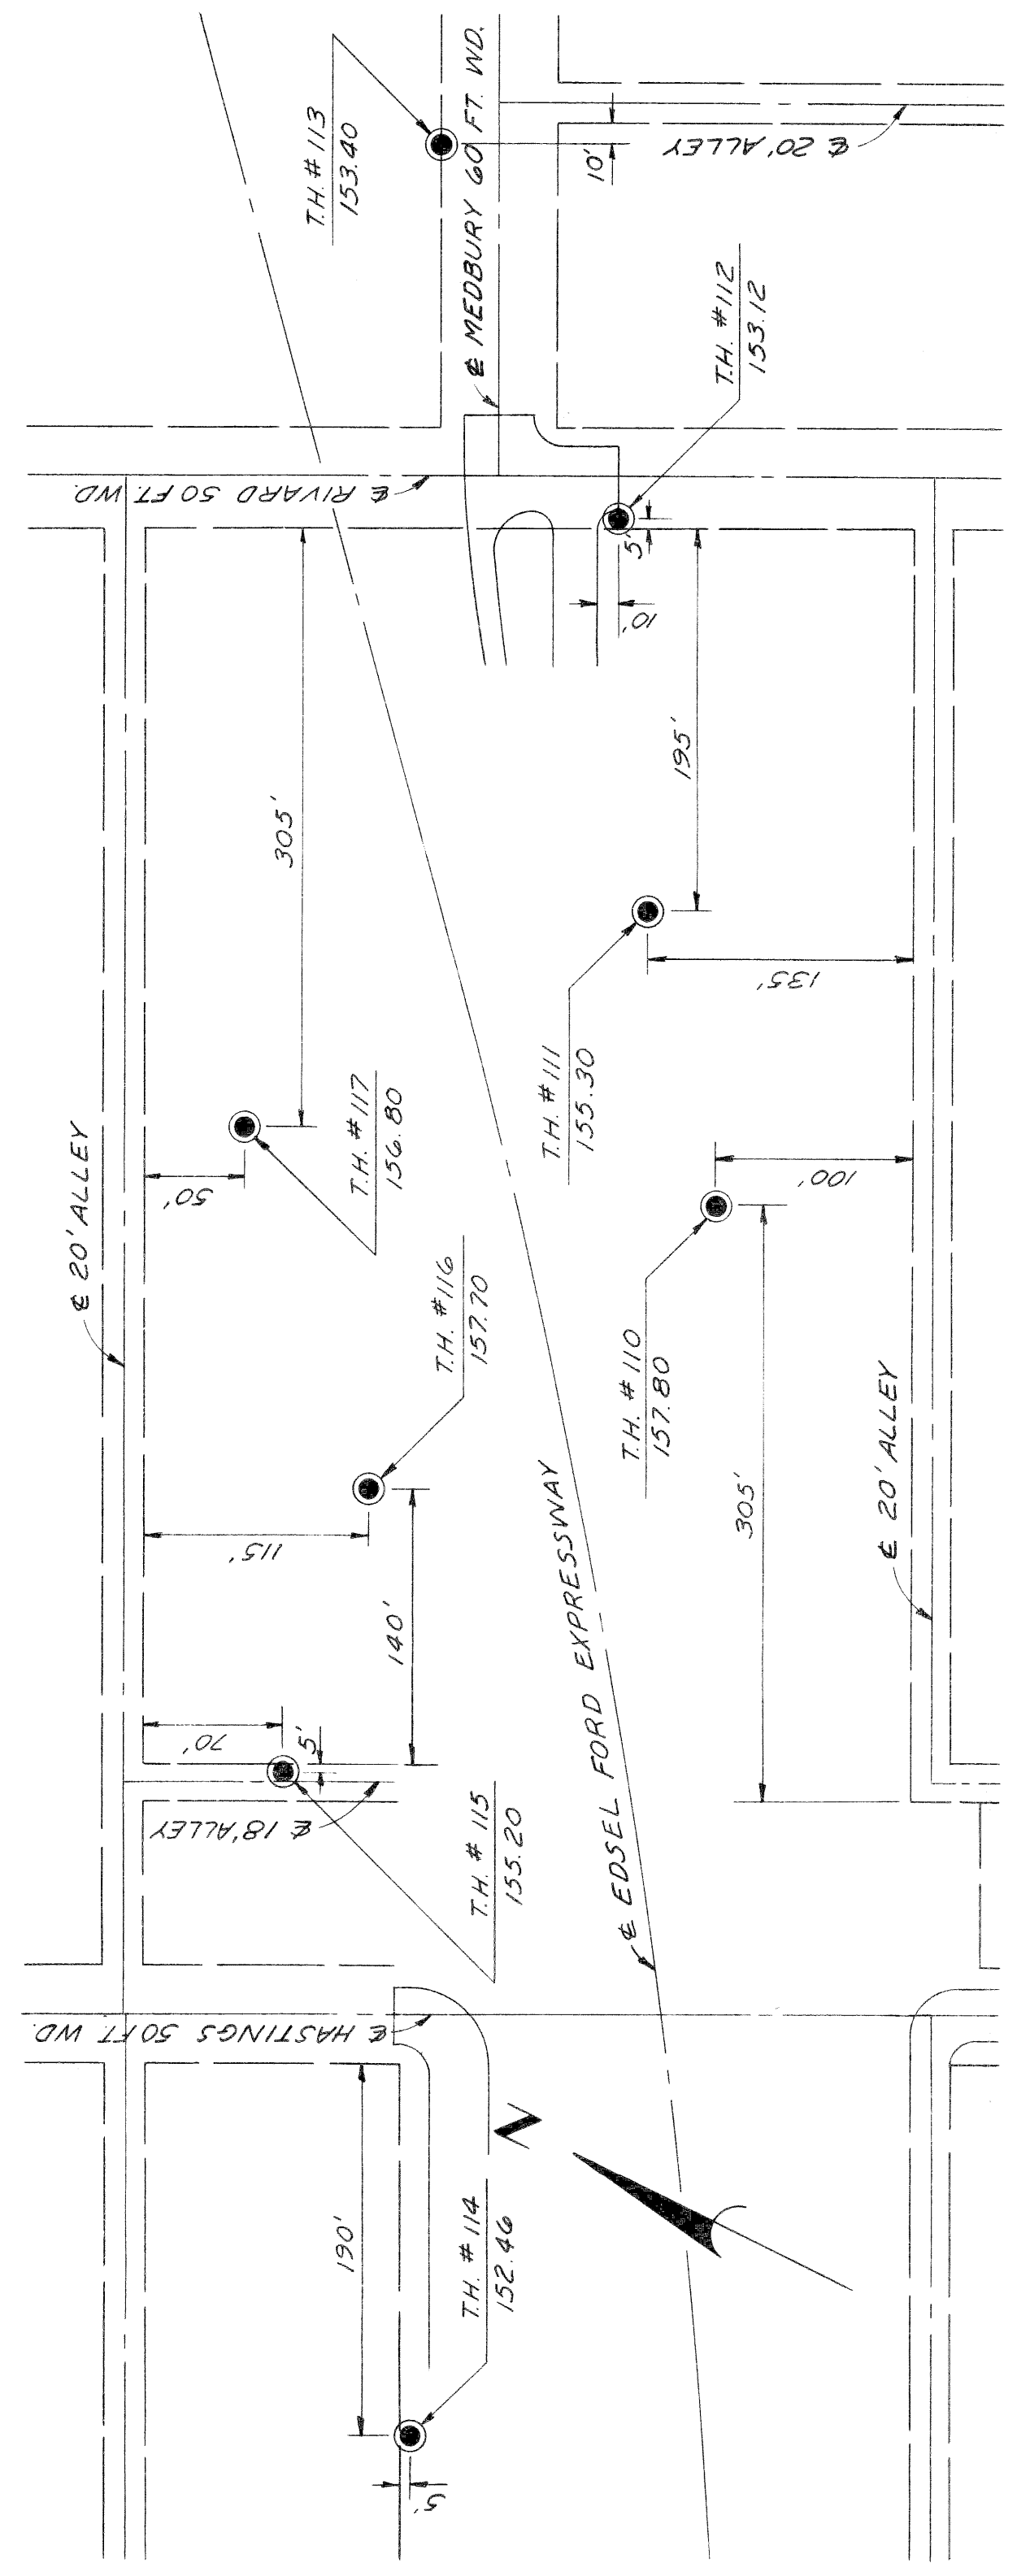 T.H. # 113
153.40
℄ MEDBURY 60 FT. WD.
10'
℄ 20' ALLEY
T.H. #112
153.12
℄ RIVARD 50 FT. WD.
5'
10'
305'
195'
T.H. # 111
155.30
135'
T.H. # 117
156.80
50'
℄ 20' ALLEY
100'
T.H. #116
157.70
T.H. # 110
157.80
115'
140'
305'
℄ 20' ALLEY
70'
5'
℄ 18' ALLEY
T.H. # 115
155.20
℄ EDSEL FORD EXPRESSWAY
℄ HASTINGS 50 FT. WD.
N
190'
T.H. # 114
152.46
5'